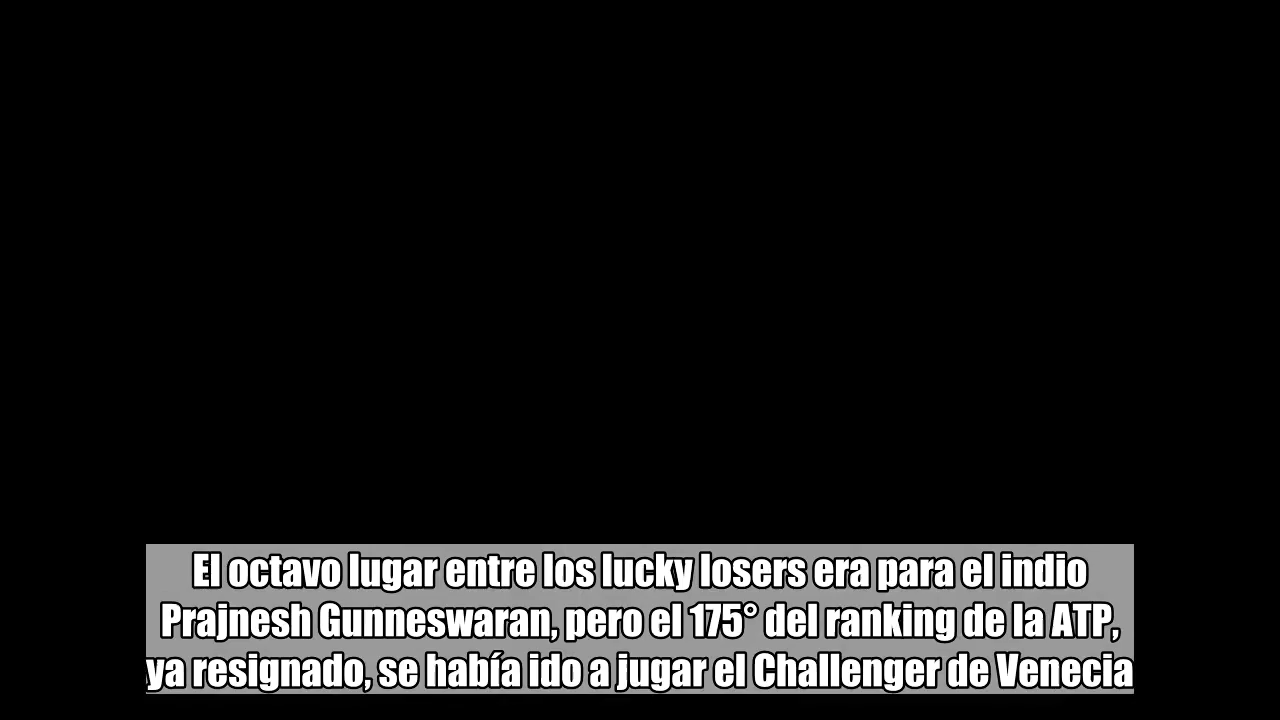 El octavo lugar entre los lucky losers era para el indio
Prajnesh Gunneswaran, pero el 175° del ranking de la ATP,
ya resignado, se había ido a jugar el Challenger de Venecia